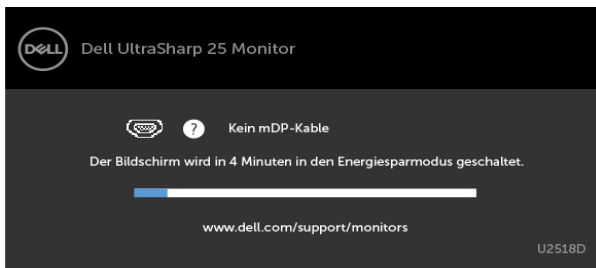 DELL
Dell UltraSharp 25 Monitor
? Kein mDP-Kable
Der Bildschirm wird in 4 Minuten in den Energiesparmodus geschaltet.
www.dell.com/support/monitors
U2518D